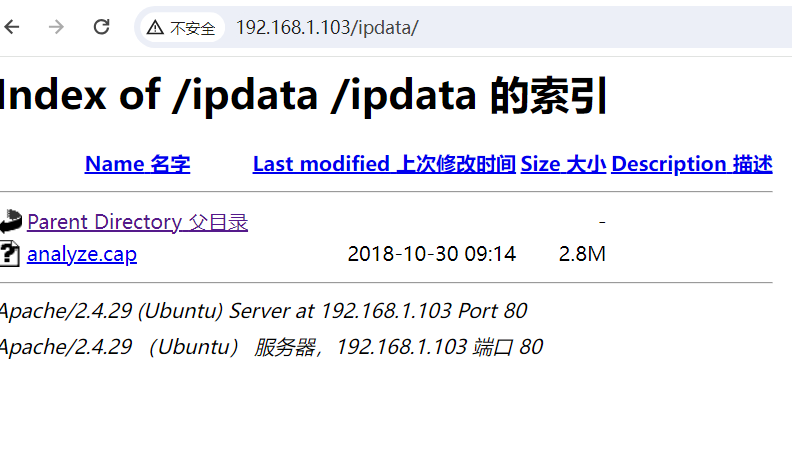 不安全 192.168.1.103/ipdata/
Index of /ipdata /ipdata 的索引
Name 名字 Last modified 上次修改时间 Size 大小 Description 描述
Parent Directory 父目录 -
analyze.cap 2018-10-30 09:14 2.8M
Apache/2.4.29 (Ubuntu) Server at 192.168.1.103 Port 80
Apache/2.4.29 （Ubuntu） 服务器，192.168.1.103 端口 80